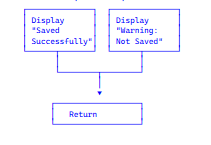 Display
"Saved
Successfully"
Display
"Warning:
Not Saved"
Return